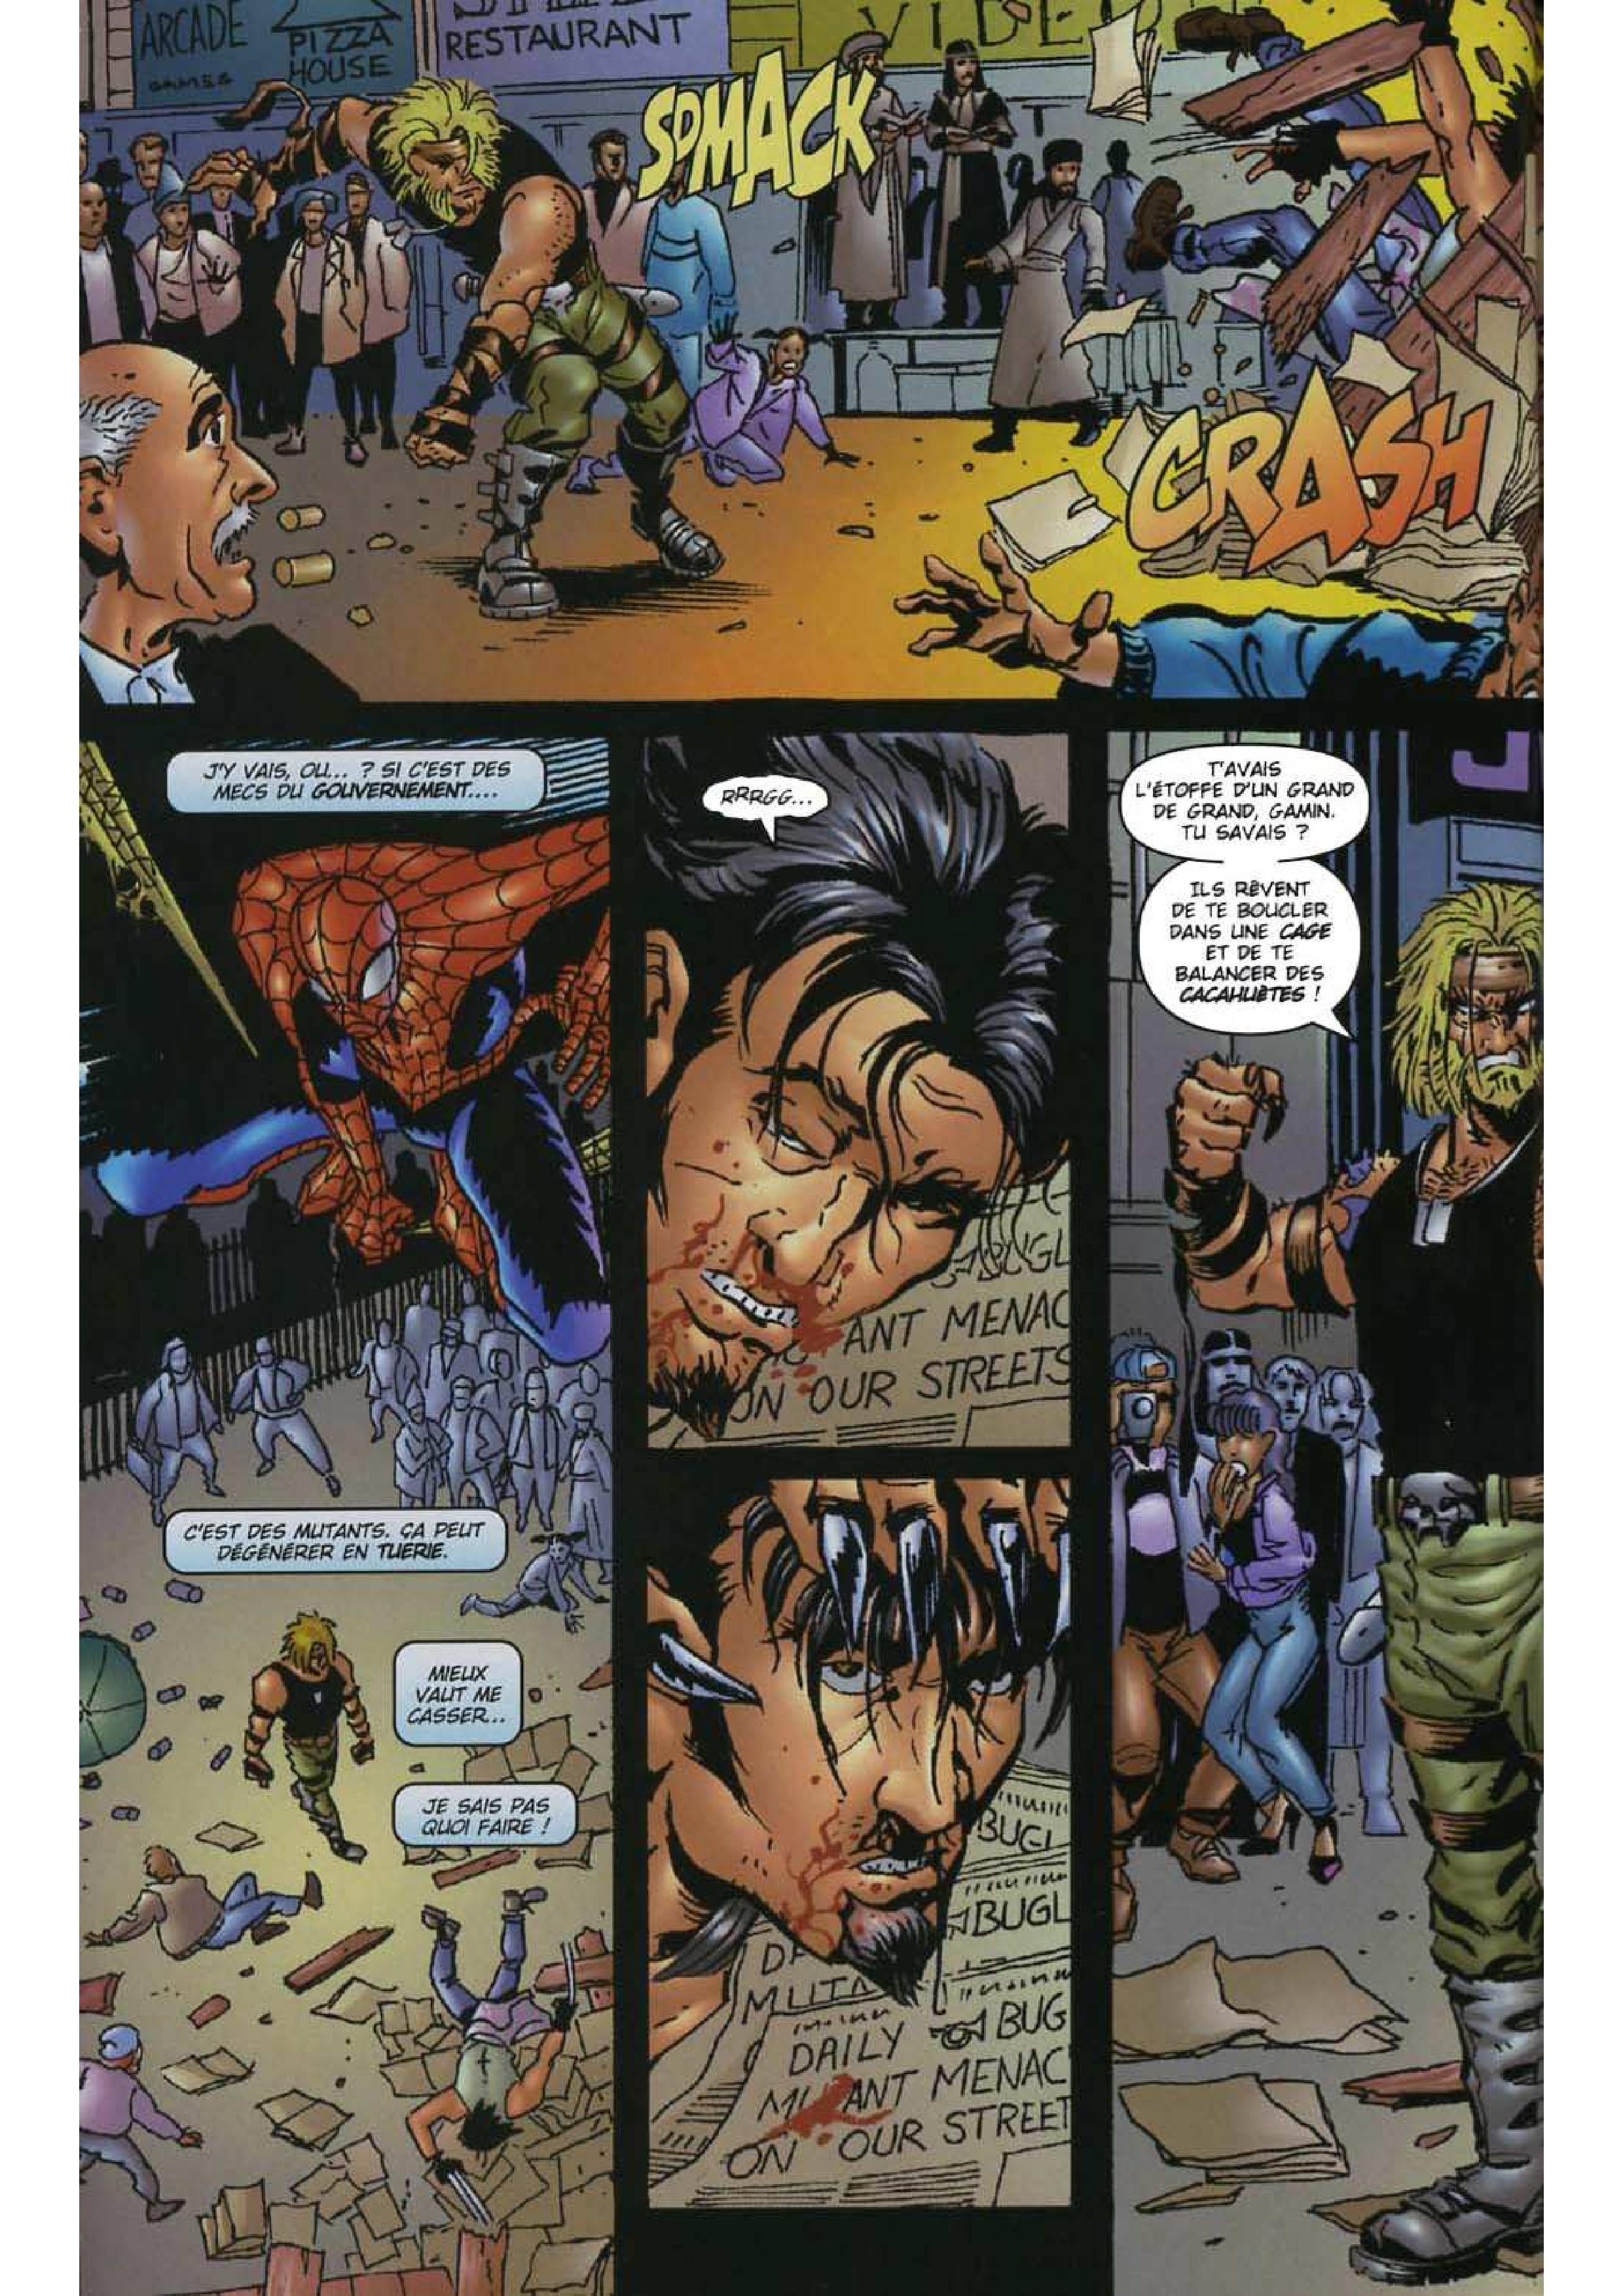 ARCADE
GAMES
PIZZA
HOUSE
RESTAURANT
VIDE
SPMACK
CRASH
J'Y VAIS, OU... ? SI C'EST DES
MECS DU GOUVERNEMENT....
C'EST DES MUTANTS. ÇA PEUT
DÉGÉNÉRER EN TUERIE.
MIEUX
VAUT ME
CASSER...
JE SAIS PAS
QUOI FAIRE !
RRRGG...
BUGL
ANT MENAC
ON OUR STREETS
BUGL
BUGL
MUTA
DAILY BUG
MUTANT MENAC
ON OUR STREET
T'AVAIS
L'ÉTOFFE D'UN GRAND
DE GRAND, GAMIN.
TU SAVAIS ?
ILS RÊVENT
DE TE BOUCLER
DANS UNE CAGE
ET DE TE
BALANCER DES
CACAHUÈTES !